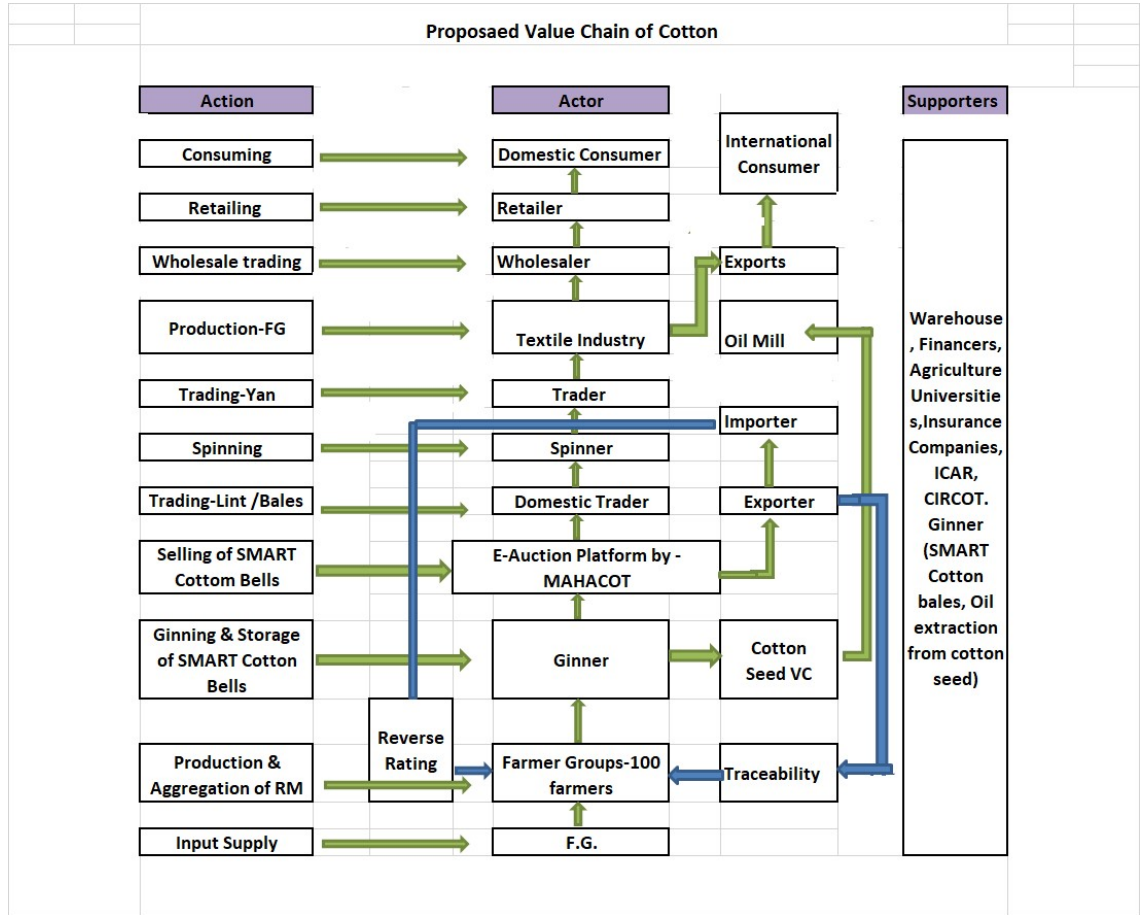 Proposaed Value Chain of Cotton
Action
Actor
Supporters
Consuming
Domestic Consumer
International
Consumer
Retailing
Retailer
Wholesale trading
Wholesaler
Exports
Production-FG
Textile Industry
Oil Mill
Trading-Yan
Trader
Importer
Spinning
Spinner
Trading-Lint /Bales
Domestic Trader
Exporter
Selling of SMART
Cottom Bells
E-Auction Platform by -
MAHACOT
Ginning & Storage
of SMART Cotton
Bells
Ginner
Cotton
Seed VC
Reverse
Rating
Production &
Aggregation of RM
Farmer Groups-100
farmers
Traceability
Input Supply
F.G.
Warehouse
, Financers,
Agriculture
Universitie
s,Insurance
Companies,
ICAR,
CIRCOT.
Ginner
(SMART
Cotton
bales, Oil
extraction
from cotton
seed)